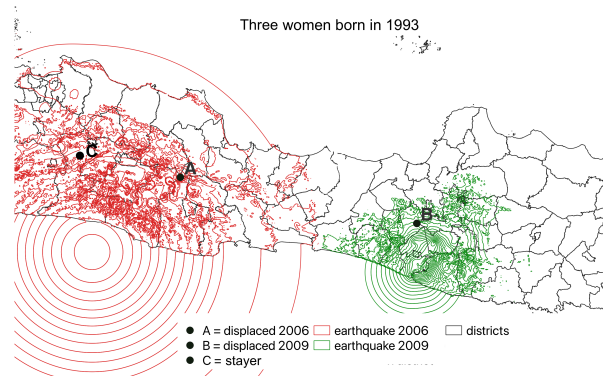 Three women born in 1993
C
A
B
A = displaced 2006 earthquake 2006 districts
B = displaced 2009 earthquake 2009
C = stayer